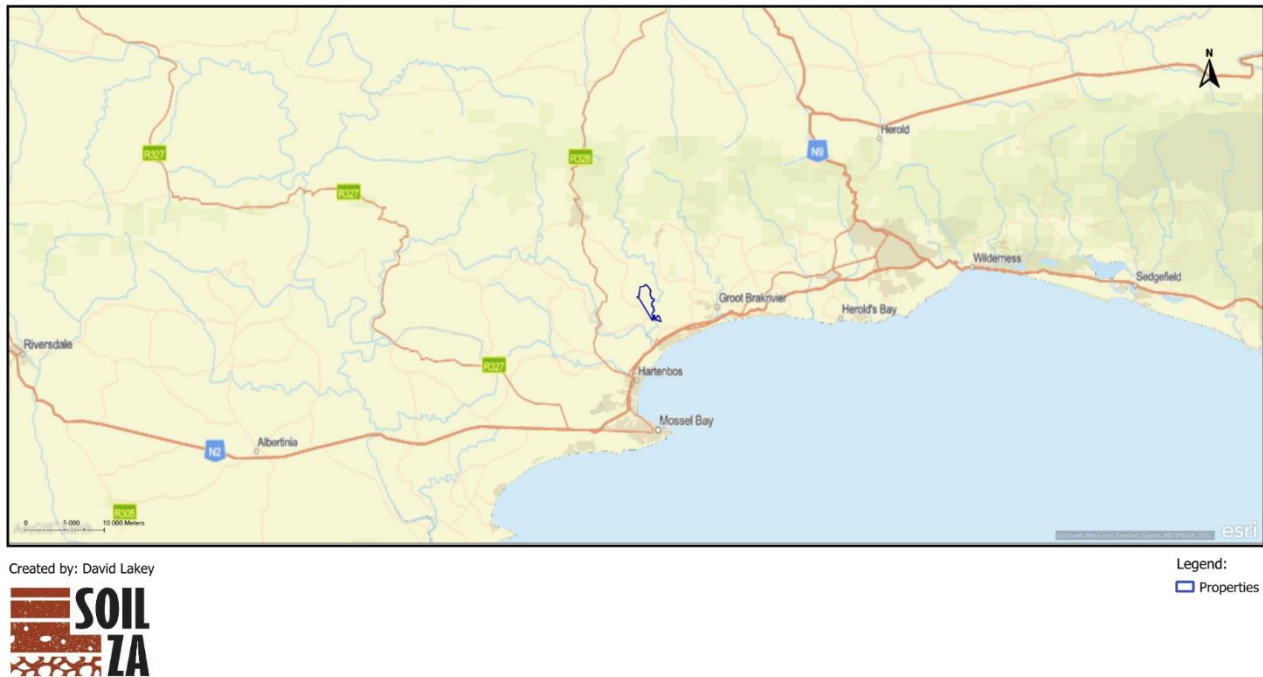 N
R327
R328
N9
Herold
R327
Wilderness
Sedgefield
Groot Brakrivier
Herold's Bay
Riversdale
R327
Hartenbos
Mossel Bay
N2
Albertinia
R305
0 5 000 10 000 Meters
esri
Created by: David Lakey
Legend:
Properties
SOIL
ZA